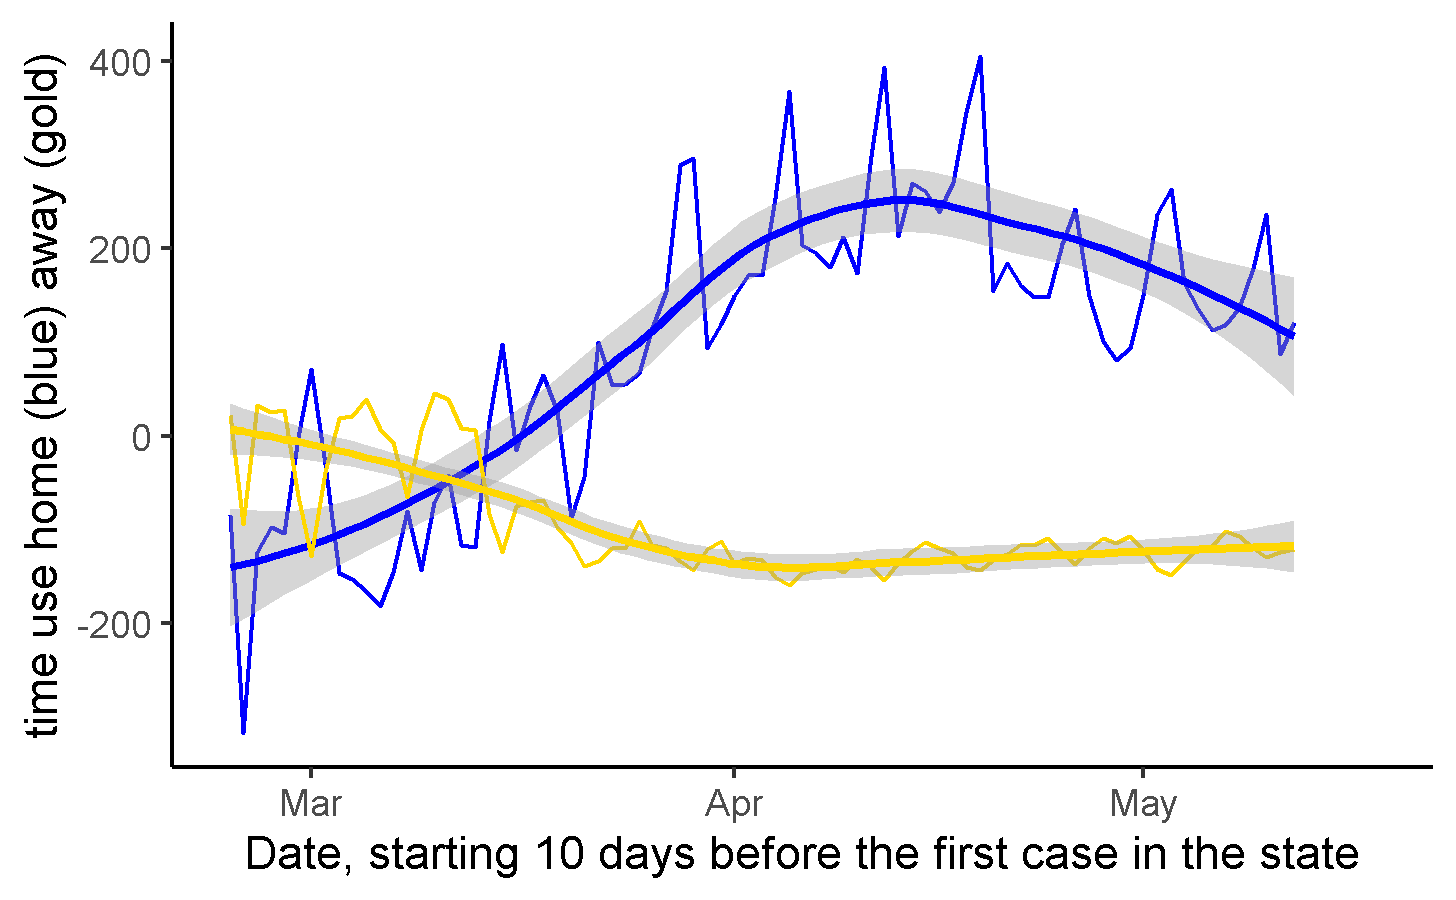 time use home (blue) away (gold)
400
200
0
-200
Mar
Apr
May
Date, starting 10 days before the first case in the state